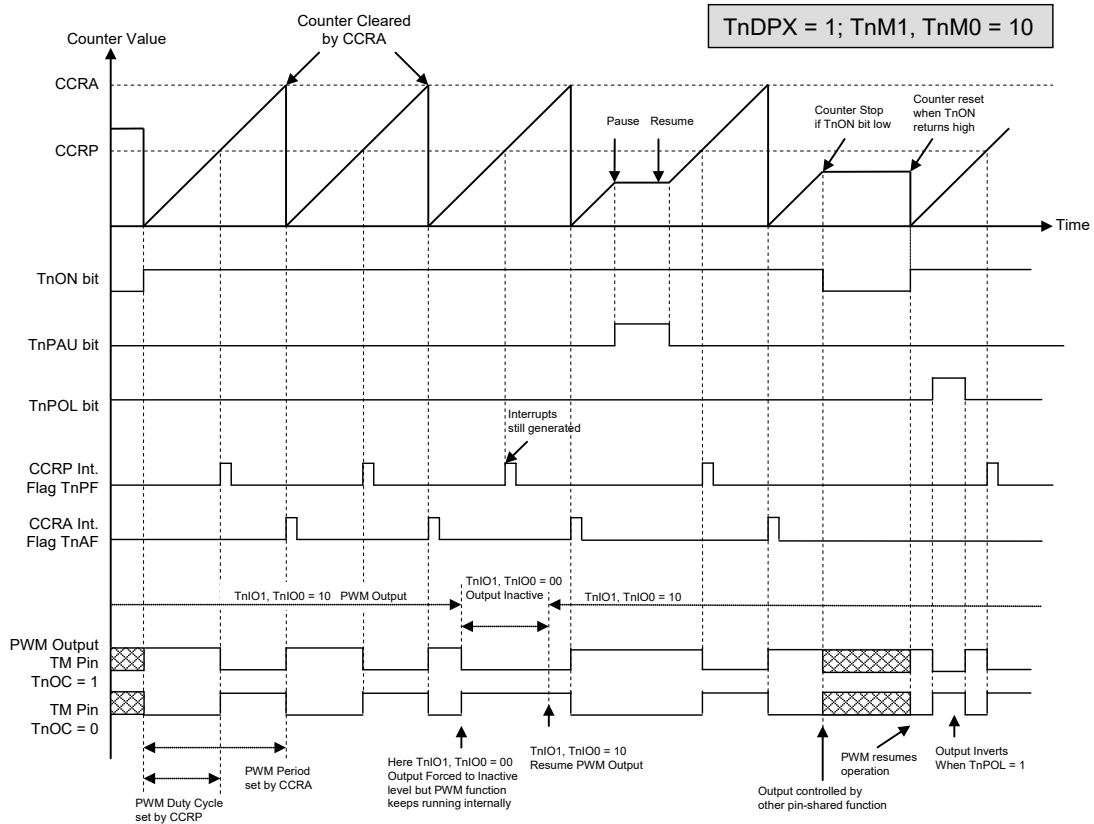 TnDPX = 1; TnM1, TnM0 = 10
Counter Value
Counter Cleared
by CCRA
CCRA
CCRP
Pause
Resume
Counter Stop
if TnON bit low
Counter reset
when TnON
returns high
Time
TnON bit
TnPAU bit
TnPOL bit
Interrupts
still generated
CCRP Int.
Flag TnPF
CCRA Int.
Flag TnAF
TnIO1, TnIO0 = 10 PWM Output
TnIO1, TnIO0 = 00
Output Inactive
TnIO1, TnIO0 = 10
PWM Output
TM Pin
TnOC = 1
TM Pin
TnOC = 0
PWM Duty Cycle
set by CCRP
PWM Period
set by CCRA
Here TnIO1, TnIO0 = 00
Output Forced to Inactive
level but PWM function
keeps running internally
TnIO1, TnIO0 = 10
Resume PWM Output
Output controlled by
other pin-shared function
PWM resumes
operation
Output Inverts
When TnPOL = 1